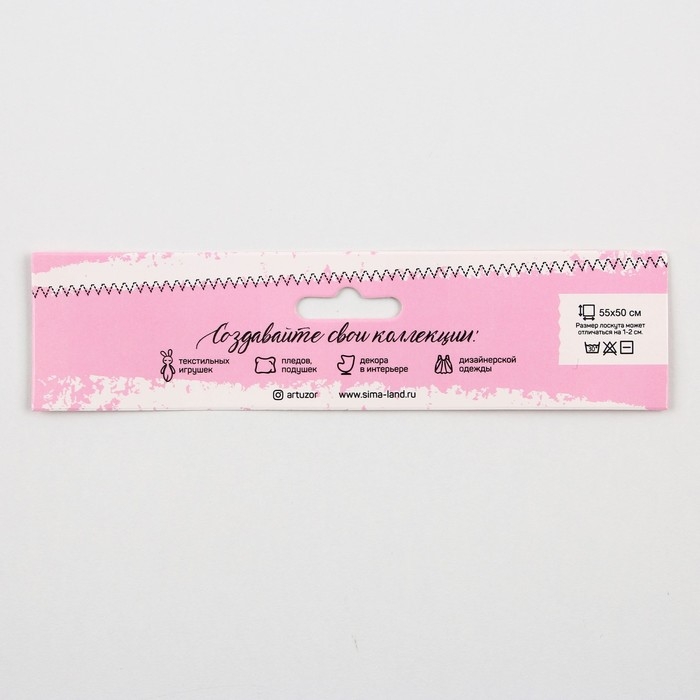 Создавайте свои коллекции:
текстильных
игрушек
пледов,
подушек
декора
в интерьере
дизайнерской
одежды
artuzor www.sima-land.ru
55x50 см
Размер лоскута может
отличаться на 1-2 см.
30